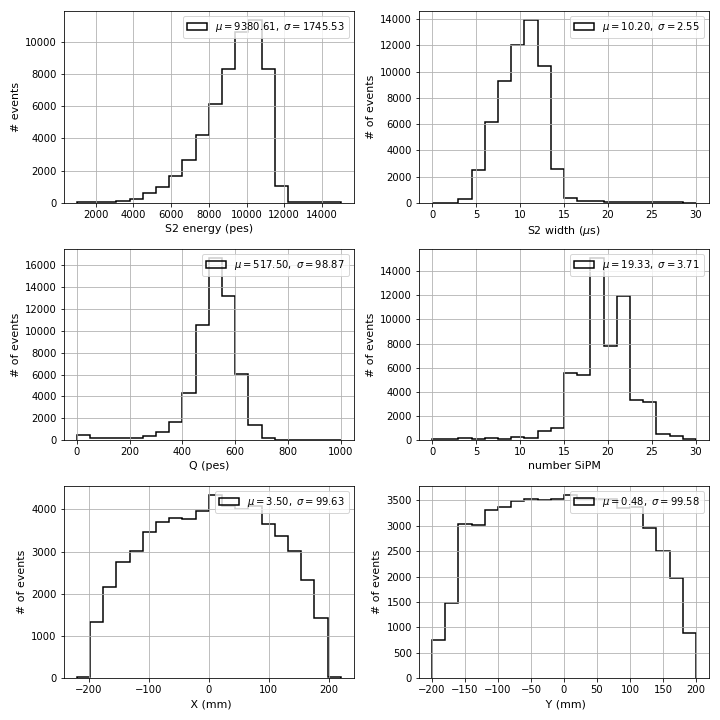 μ = 9380.61, σ = 1745.53
# events
10000
8000
6000
4000
2000
0
2000 4000 6000 8000 10000 12000 14000
S2 energy (pes)
μ = 10.20, σ = 2.55
# of events
14000
12000
10000
8000
6000
4000
2000
0
0 5 10 15 20 25 30
S2 width (μs)
μ = 517.50, σ = 98.87
# of events
16000
14000
12000
10000
8000
6000
4000
2000
0
0 200 400 600 800 1000
Q (pes)
μ = 19.33, σ = 3.71
# of events
14000
12000
10000
8000
6000
4000
2000
0
0 5 10 15 20 25 30
number SiPM
μ = 3.50, σ = 99.63
# of events
4000
3000
2000
1000
0
−200 −100 0 100 200
X (mm)
μ = 0.48, σ = 99.58
# of events
3500
3000
2500
2000
1500
1000
500
0
−200 −150 −100 −50 0 50 100 150 200
Y (mm)